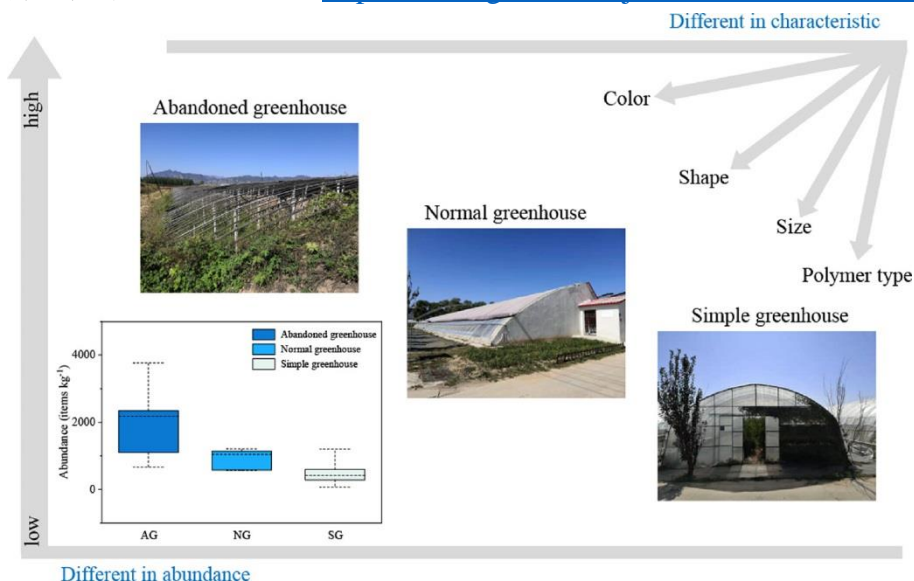 Different in characteristic
high
Color
Abandoned greenhouse
Shape
Normal greenhouse
Size
Polymer type
Simple greenhouse
Abandoned greenhouse
Normal greenhouse
Simple greenhouse
4000
2000
0
Abundance (items kg⁻¹)
AG NG SG
low
Different in abundance